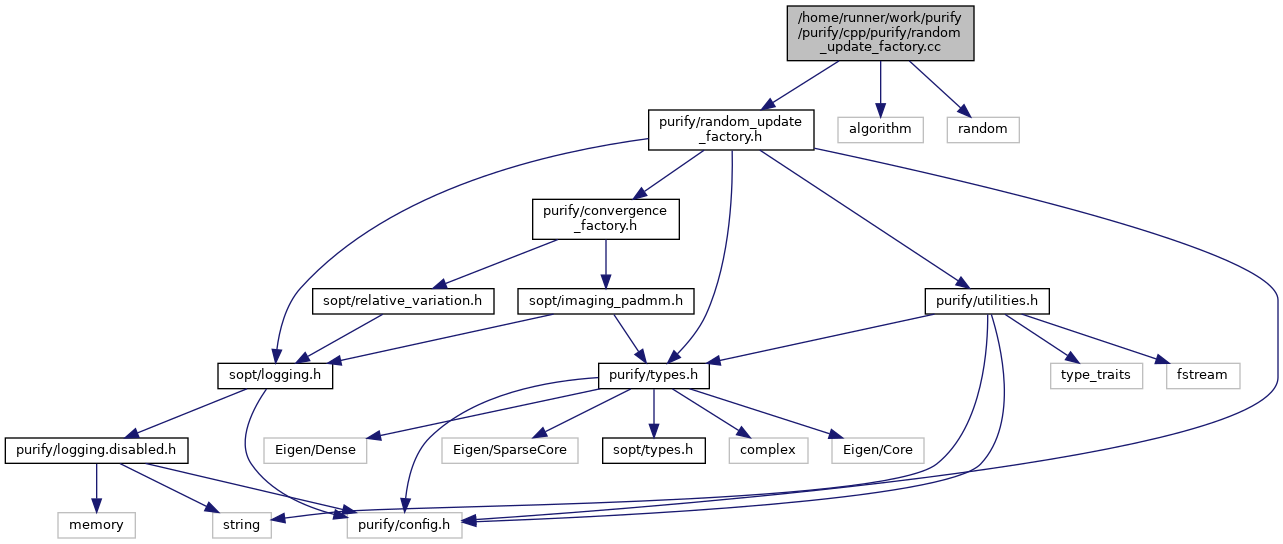 /home/runner/work/purify
/purify/cpp/purify/random
_update_factory.cc
purify/random_update
_factory.h
algorithm
random
purify/convergence
_factory.h
sopt/relative_variation.h
sopt/imaging_padmm.h
purify/utilities.h
sopt/logging.h
purify/types.h
type_traits
fstream
purify/logging.disabled.h
Eigen/Dense
Eigen/SparseCore
sopt/types.h
complex
Eigen/Core
memory
string
purify/config.h